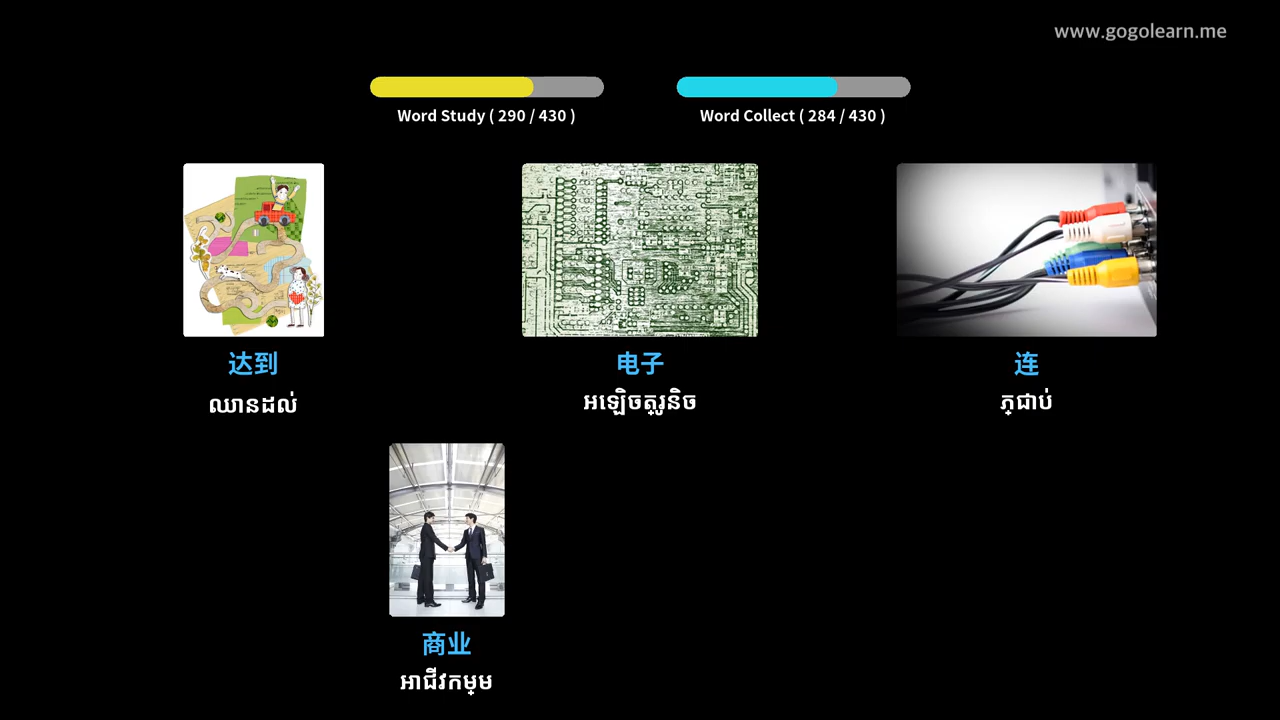 www.gogolearn.me
Word Study ( 290 / 430 )
Word Collect ( 284 / 430 )
达到
电子
连
ឈានដល់
អឡិចត្រូនិច
ភ្ជាប់
商业
អាជីវកម្ម